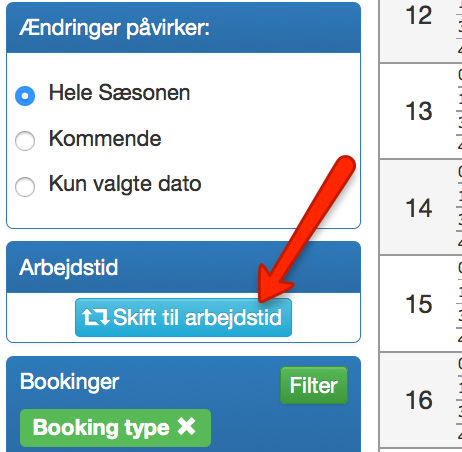 Ændringer påvirker:
Hele Sæsonen
Kommende
Kun valgte dato
Arbejdstid
Skift til arbejdstid
Bookinger
Filter
Booking type ✖
12
13
14
15
16